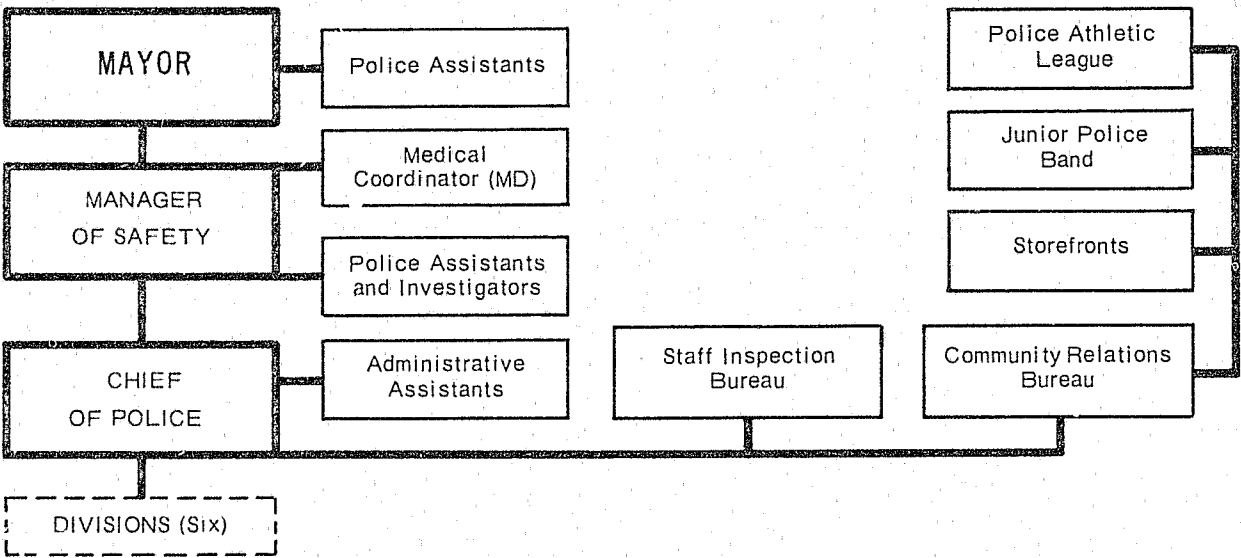 MAYOR
Police Assistants
Police Athletic
League
Medical
Coordinator (MD)
Junior Police
Band
MANAGER
OF SAFETY
Police Assistants
and Investigators
Storefronts
CHIEF
OF POLICE
Administrative
Assistants
Staff Inspection
Bureau
Community Relations
Bureau
DIVISIONS (Six)